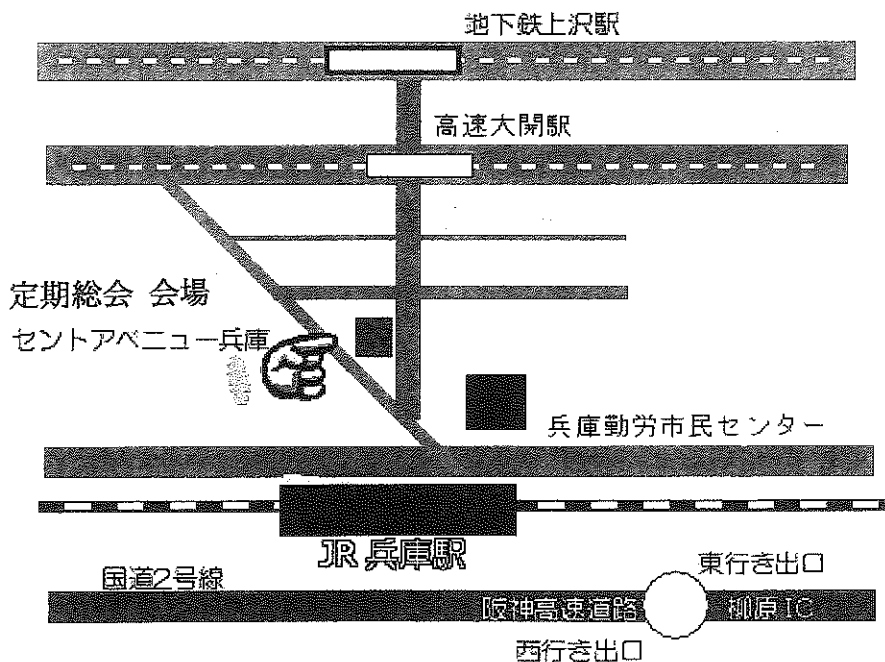 地下鉄上沢駅
高速大開駅
定期総会 会場
セントアベニュー兵庫
兵庫勤労市民センター
JR 兵庫駅
国道2号線
東行き出口
阪神高速道路 柳原 IC
西行き出口